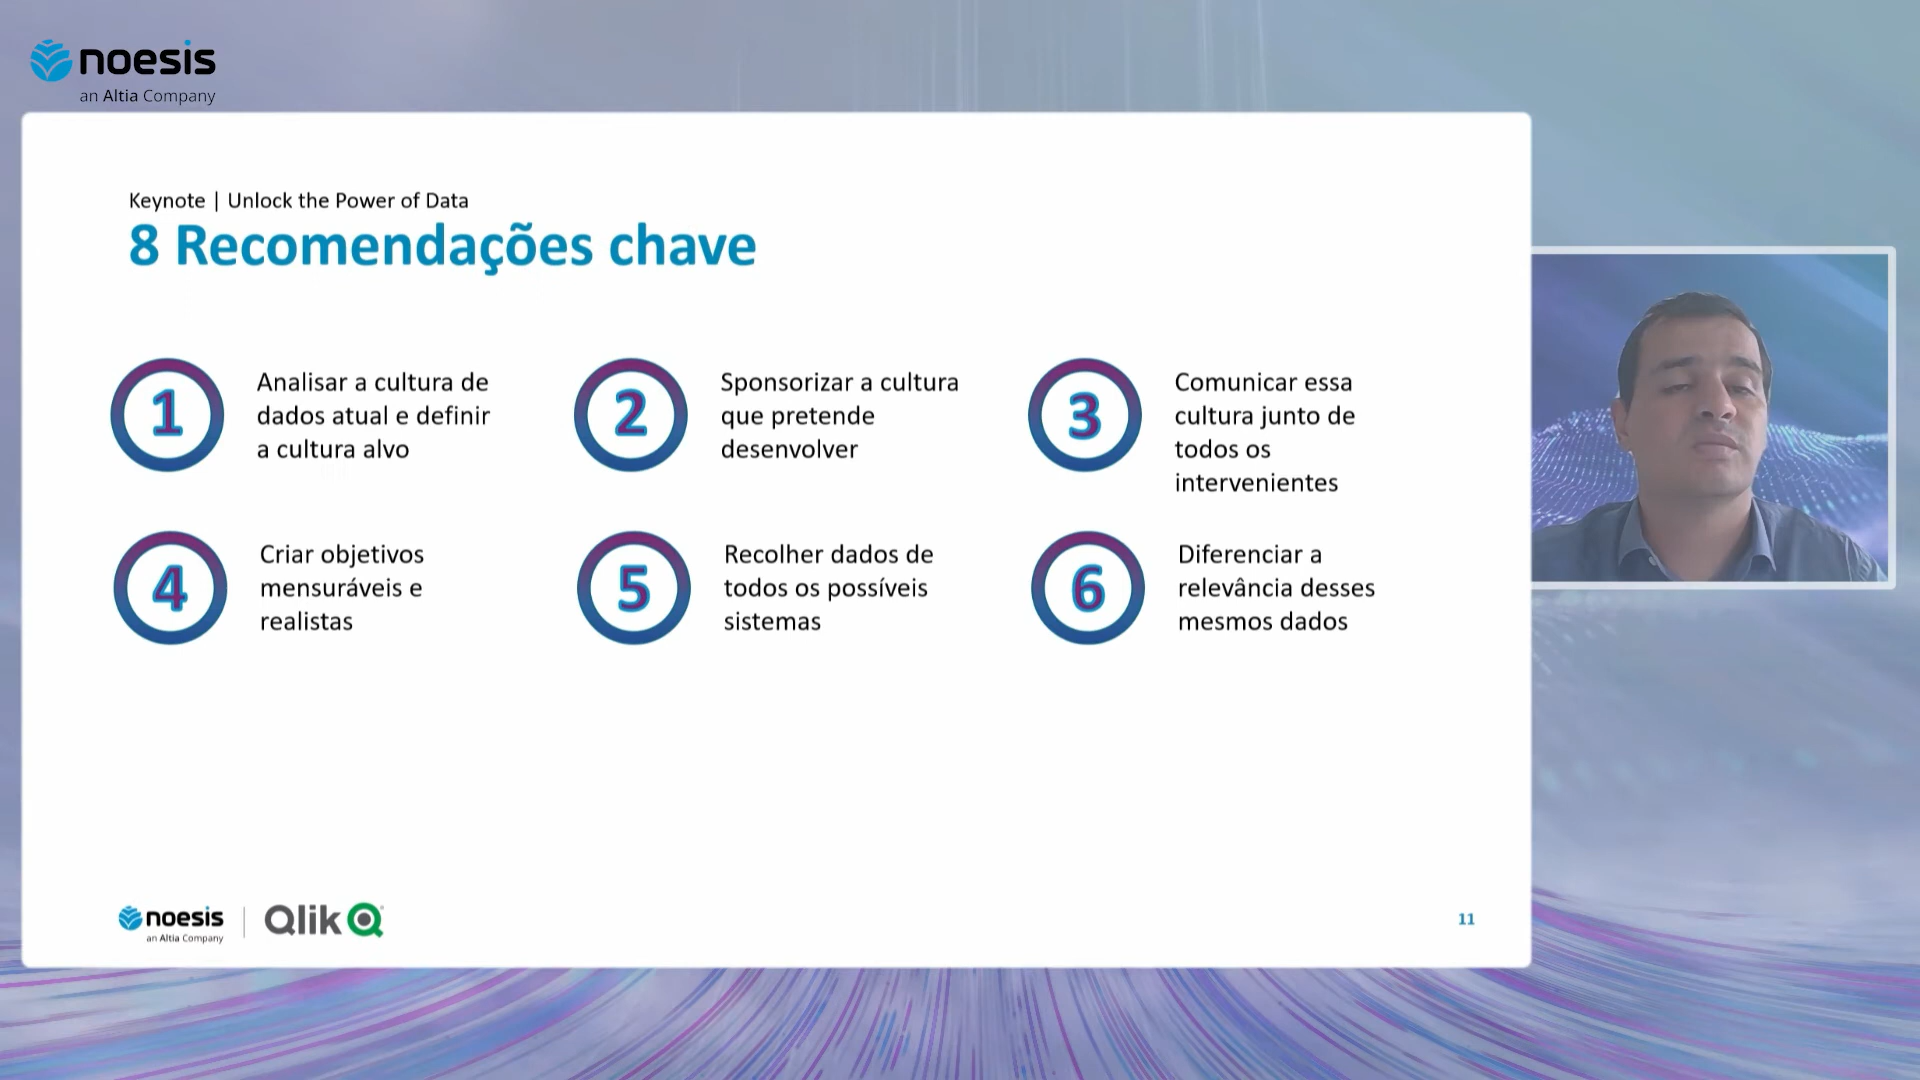 noesis
an Altia Company
Keynote | Unlock the Power of Data
8 Recomendações chave
1
Analisar a cultura de
dados atual e definir
a cultura alvo
2
Sponsorizar a cultura
que pretende
desenvolver
3
Comunicar essa
cultura junto de
todos os
intervenientes
4
Criar objetivos
mensuráveis e
realistas
5
Recolher dados de
todos os possíveis
sistemas
6
Diferenciar a
relevância desses
mesmos dados
noesis
an Altia Company
Qlik
11